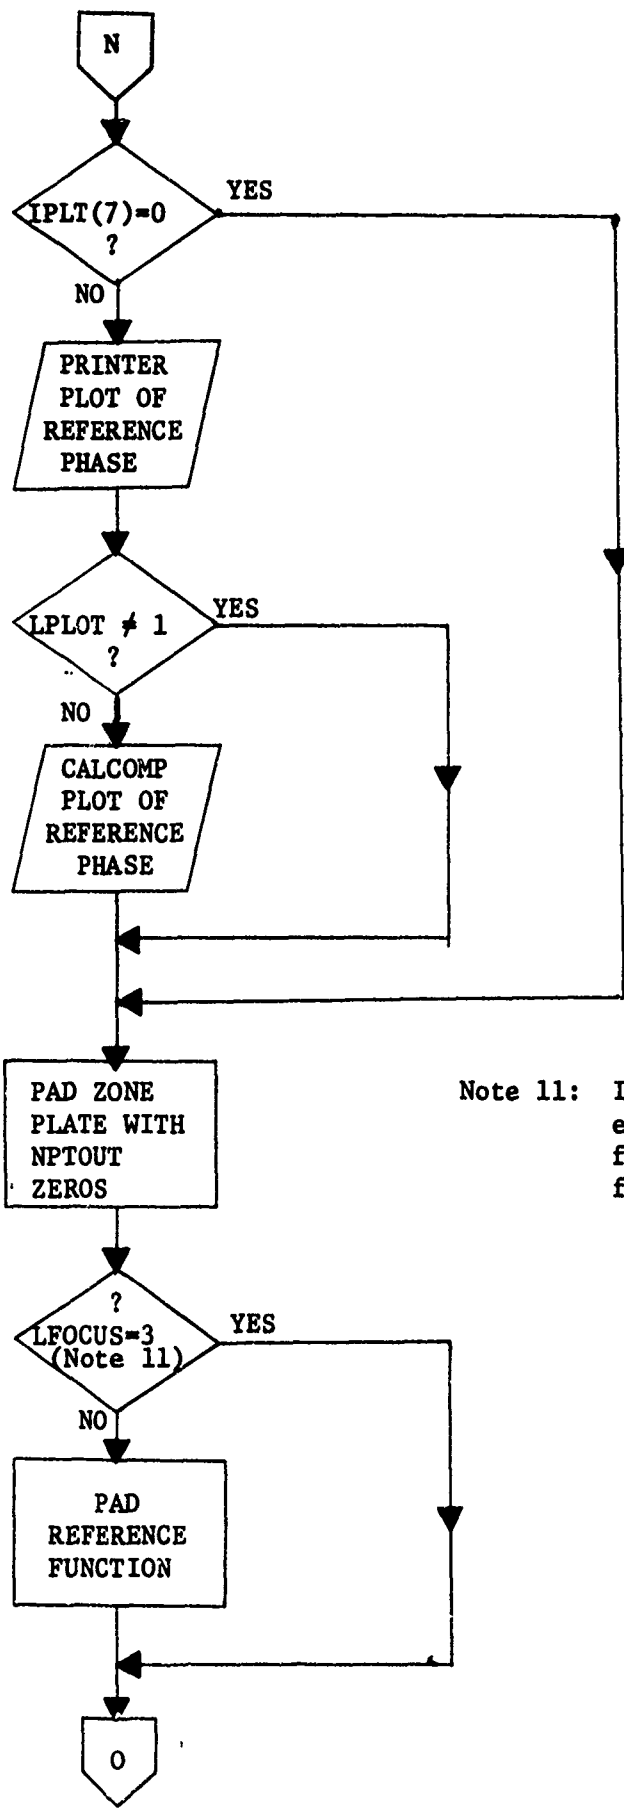 N
IPLT(7)=0
?
YES
NO
PRINTER
PLOT OF
REFERENCE
PHASE
LPLOT ≠ 1
?
YES
NO
CALCOMP
PLOT OF
REFERENCE
PHASE
PAD ZONE
PLATE WITH
NPTOUT
ZEROS
Note 11:
?
LFOCUS=3
(Note 11)
YES
NO
PAD
REFERENCE
FUNCTION
O